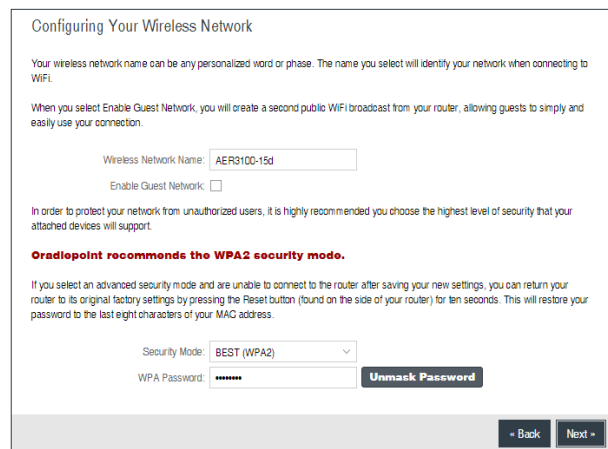 Configuring Your Wireless Network
Your wireless network name can be any personalized word or phase. The name you select will identify your network when connecting to
WiFi.
When you select Enable Guest Network, you will create a second public WiFi broadcast from your router, allowing guests to simply and
easily use your connection.
Wireless Network Name: AER3100-15d
Enable Guest Network:
In order to protect your network from unauthorized users, it is highly recommended you choose the highest level of security that your
attached devices will support.
Cradlepoint recommends the WPA2 security mode.
If you select an advanced security mode and are unable to connect to the router after saving your new settings, you can return your
router to its original factory settings by pressing the Reset button (found on the side of your router) for ten seconds. This will restore your
password to the last eight characters of your MAC address.
Security Mode: BEST (WPA2)
WPA Password: •••••••• Unmask Password
« Back Next »